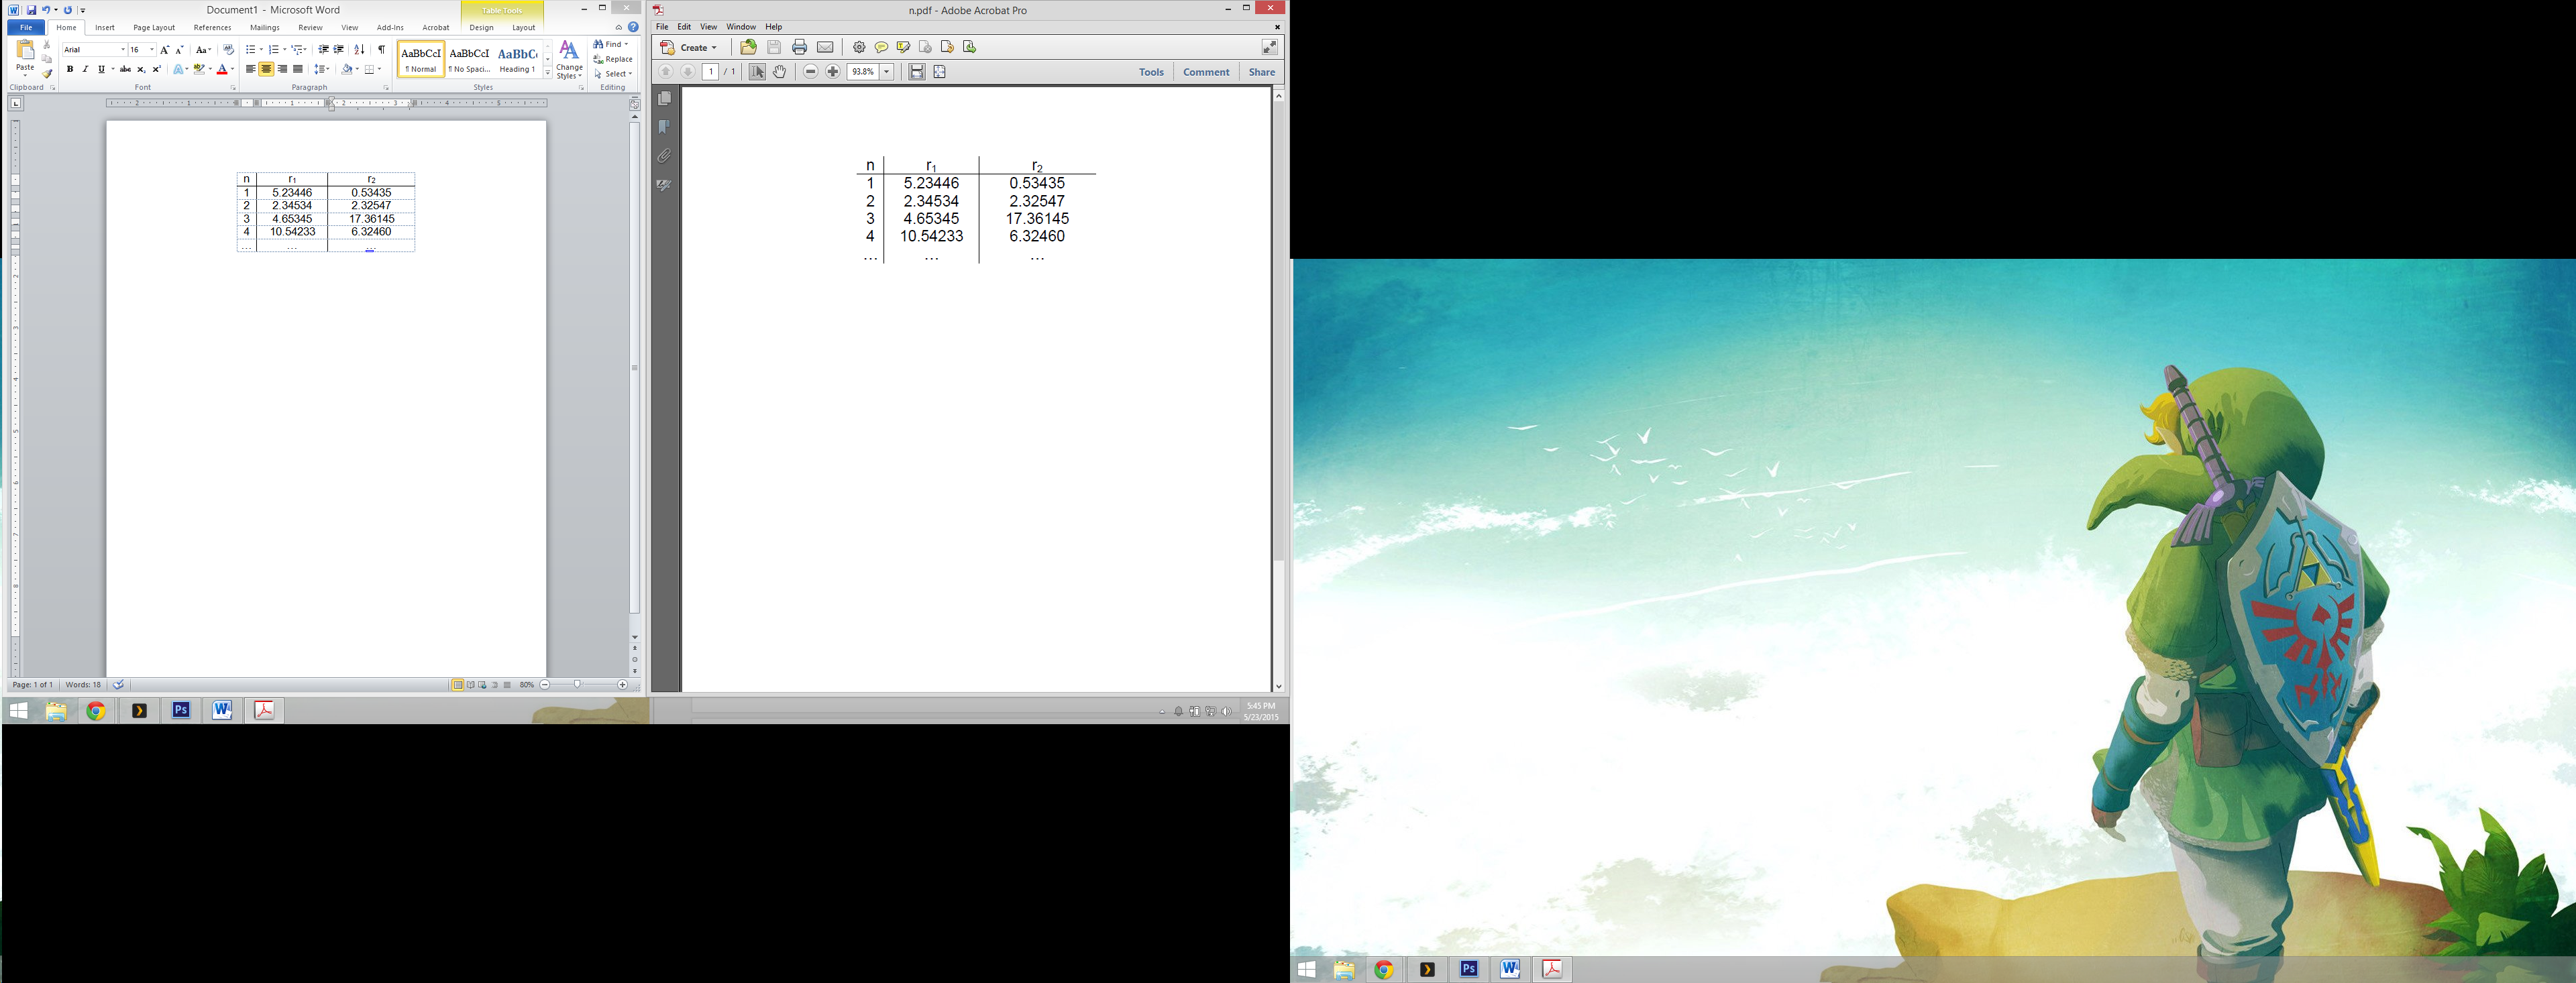 Document1 - Microsoft Word
Table Tools
File Home Insert Page Layout References Mailings Review View Add-Ins Acrobat Design Layout
Paste
Arial 16
AaBbCcI AaBbCcI AaBbC
¶ Normal ¶ No Spaci... Heading 1
Change Styles
Find
Replace
Select
Clipboard Font Paragraph Styles Editing
n r1 r2
1 5.23446 0.53435
2 2.34534 2.32547
3 4.65345 17.36145
4 10.54233 6.32460
... ... ...
Page: 1 of 1 Words: 18 80%
n.pdf - Adobe Acrobat Pro
File Edit View Window Help
Create
1 / 1 93.8% Tools Comment Share
n r1 r2
1 5.23446 0.53435
2 2.34534 2.32547
3 4.65345 17.36145
4 10.54233 6.32460
... ... ...
Ps W
5:45 PM
5/23/2015
Ps W